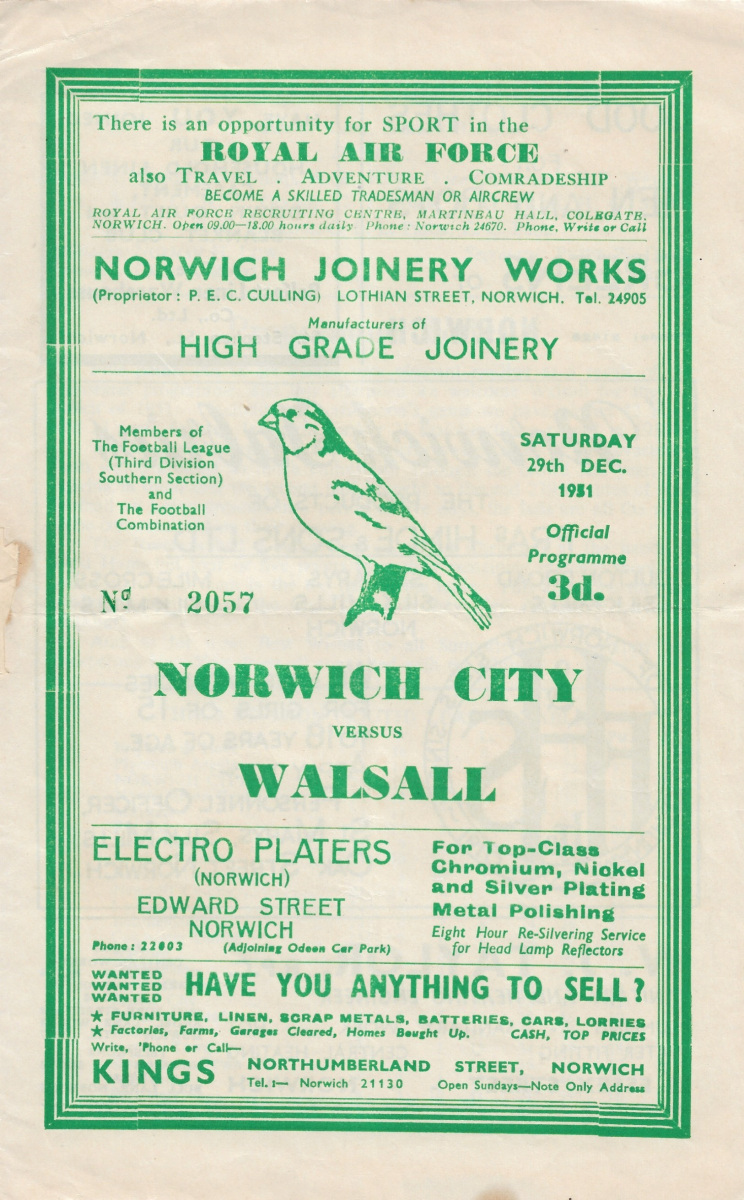 There is an opportunity for SPORT in the
ROYAL AIR FORCE
also TRAVEL . ADVENTURE . COMRADESHIP
BECOME A SKILLED TRADESMAN OR AIRCREW
ROYAL AIR FORCE RECRUITING CENTRE, MARTINEAU HALL, COLEGATE,
NORWICH. Open 09.00—18.00 hours daily Phone: Norwich 24670. Phone, Write or Call
NORWICH JOINERY WORKS
(Proprietor : P. E. C. CULLING) LOTHIAN STREET, NORWICH. Tel. 24905
Manufacturers of
HIGH GRADE JOINERY
Members of
The Football League
(Third Division
Southern Section)
and
The Football
Combination
SATURDAY
29th DEC.
1951
Official
Programme
3d.
Nº 2057
NORWICH CITY
VERSUS
WALSALL
ELECTRO PLATERS
(NORWICH)
EDWARD STREET
NORWICH
Phone: 22003 (Adjoining Odeon Car Park)
For Top-Class
Chromium, Nickel
and Silver Plating
Metal Polishing
Eight Hour Re-Silvering Service
for Head Lamp Reflectors
WANTED
WANTED
WANTED
HAVE YOU ANYTHING TO SELL?
★ FURNITURE, LINEN, SCRAP METALS, BATTERIES, CARS, LORRIES
★ Factories, Farms, Garages Cleared, Homes Bought Up. CASH, TOP PRICES
Write, 'Phone or Call—
KINGS NORTHUMBERLAND STREET, NORWICH
Tel. :— Norwich 21130 Open Sundays—Note Only Address